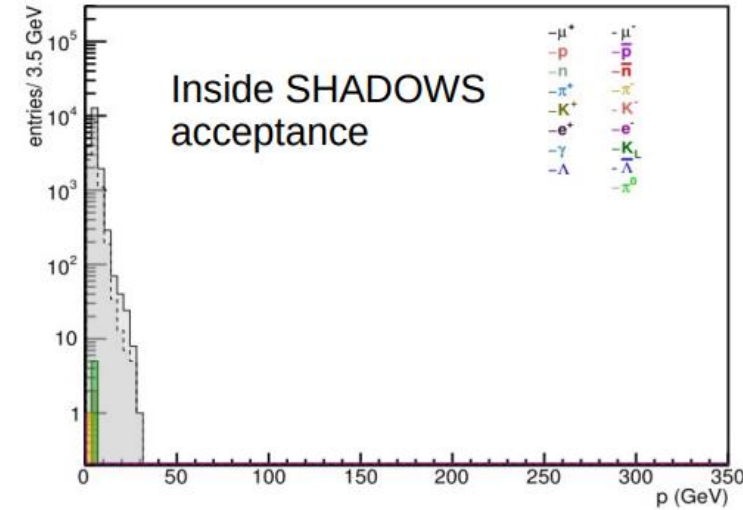 entries/ 3.5 GeV
10⁵
10⁴
10³
10²
10
1
Inside SHADOWS
acceptance
–μ⁺ - μ⁻
–p –p̅
–n –n̅
–π⁺ - π⁻
–K⁺ - K⁻
–e⁺ - e⁻
–γ –K_L
–Λ - Λ̅
–π⁰
0 50 100 150 200 250 300 350
p (GeV)